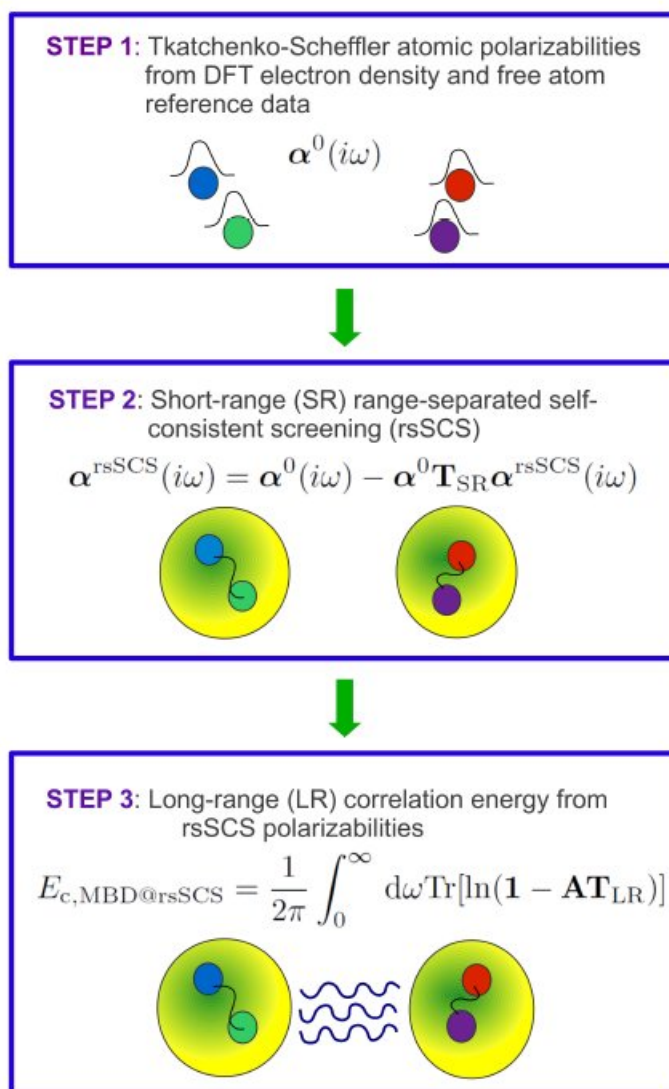 STEP 1: Tkatchenko-Scheffler atomic polarizabilities
from DFT electron density and free atom
reference data
α⁰(iω)
STEP 2: Short-range (SR) range-separated self-
consistent screening (rsSCS)
α^rsSCS(iω) = α⁰(iω) − α⁰T_SR α^rsSCS(iω)
STEP 3: Long-range (LR) correlation energy from
rsSCS polarizabilities
E_c,MBD@rsSCS = 1/2π ∫₀^∞ dωTr[ln(1 − AT_LR)]